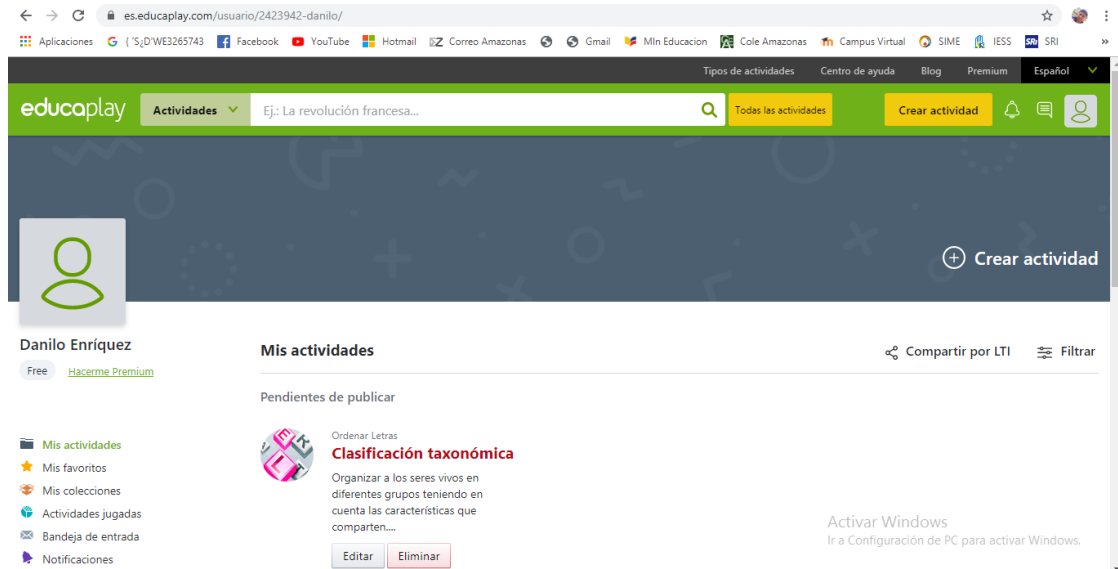 es.educaplay.com/usuario/2423942-danilo/
Aplicaciones G {´S¿D'WE3265743 Facebook YouTube Hotmail Correo Amazonas Gmail MIn Educacion Cole Amazonas Campus Virtual SIME IESS SRi SRI »
Tipos de actividades Centro de ayuda Blog Premium Español
educaplay Actividades Ej.: La revolución francesa... Todas las actividades Crear actividad
Crear actividad
Danilo Enríquez
Free Hacerme Premium
Mis actividades Compartir por LTI Filtrar
Pendientes de publicar
Ordenar Letras
Clasificación taxonómica
Organizar a los seres vivos en
diferentes grupos teniendo en
cuenta las características que
comparten....
Editar Eliminar
Mis actividades
Mis favoritos
Mis colecciones
Actividades jugadas
Bandeja de entrada
Notificaciones
Activar Windows
Ir a Configuración de PC para activar Windows.